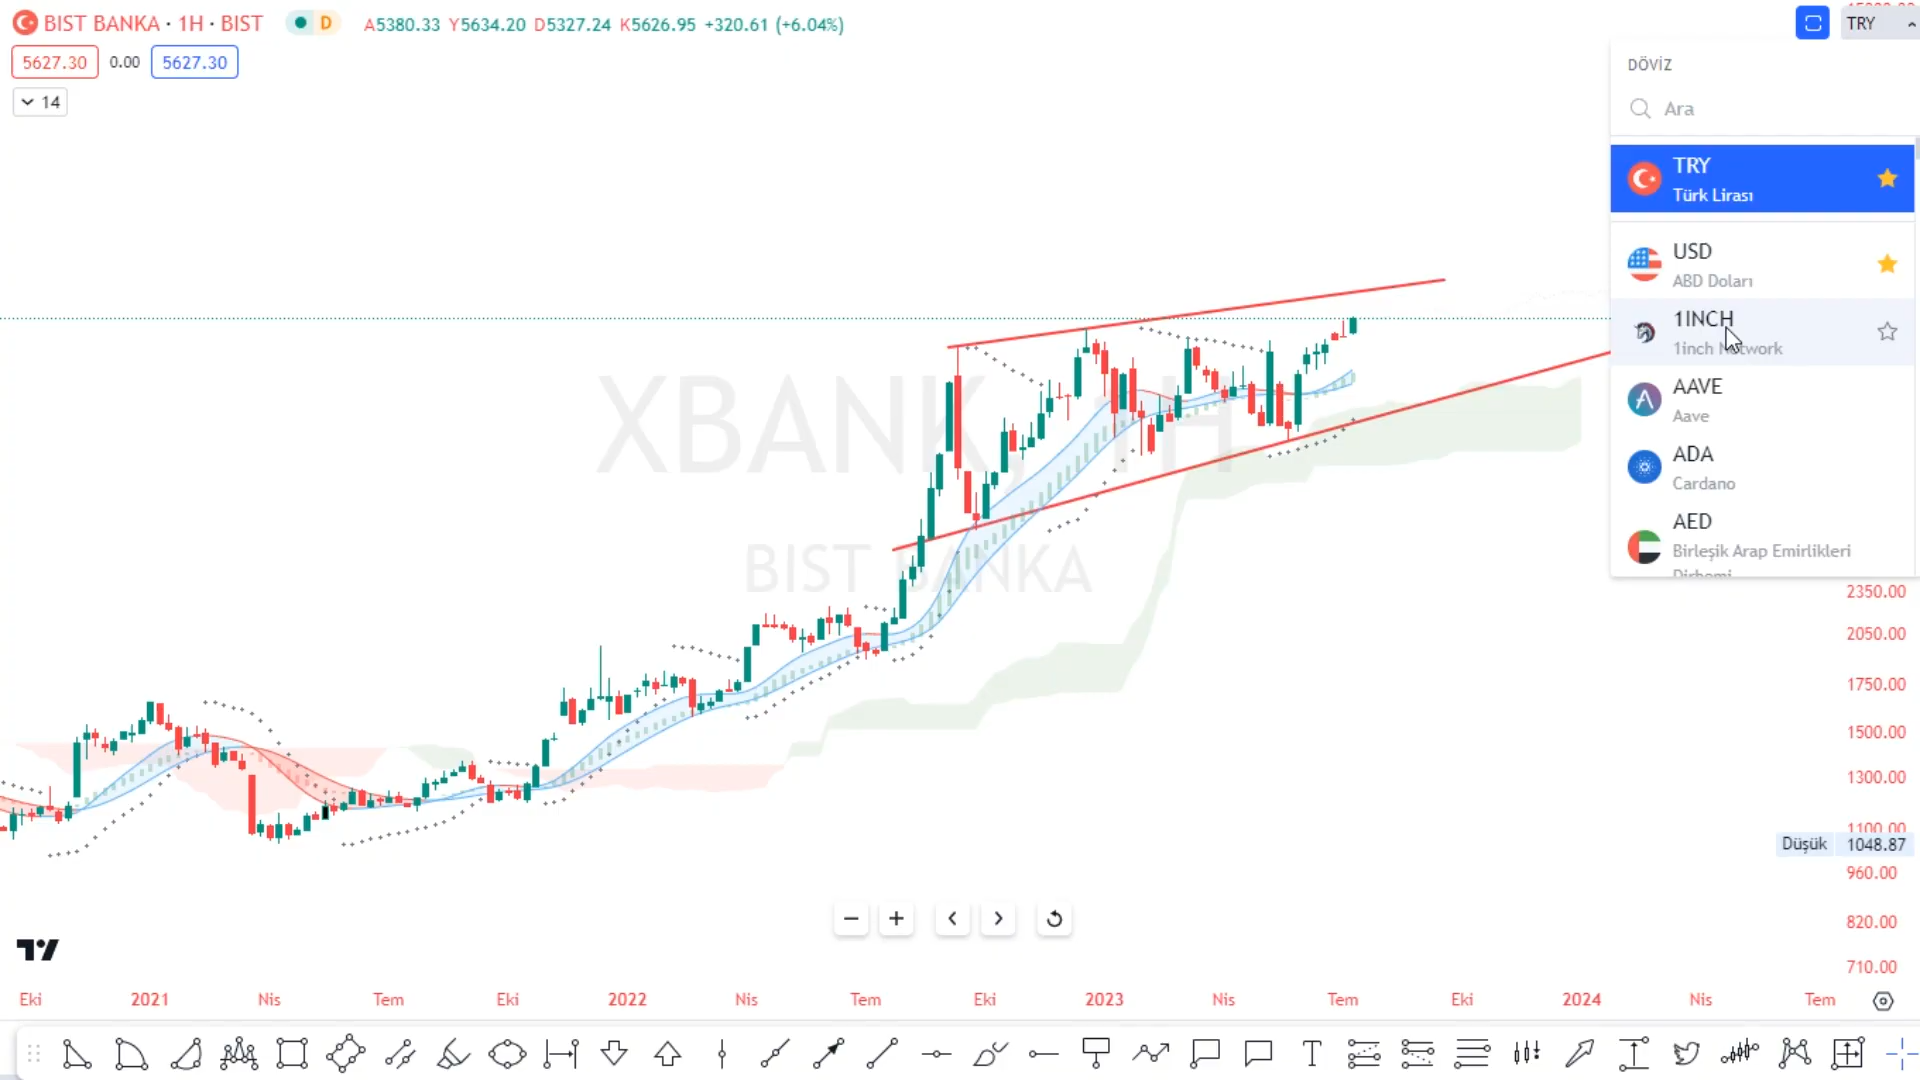 BIST BANKA · 1H · BIST
D
A5380.33 Y5634.20 D5327.24 K5626.95 +320.61 (+6.04%)
TRY
5627.30 0.00 5627.30
14
DÖVİZ
Ara
TRY
Türk Lirası
USD
ABD Doları
1INCH
1inch Network
AAVE
Aave
ADA
Cardano
AED
Birleşik Arap Emirlikleri
Dirhemi
XBANK, 1H
BIST BANKA
2350.00
2050.00
1750.00
1500.00
1300.00
1100.00
Düşük 1048.87
960.00
820.00
710.00
Eki 2021 Nis Tem Eki 2022 Nis Tem Eki 2023 Nis Tem Eki 2024 Nis Tem